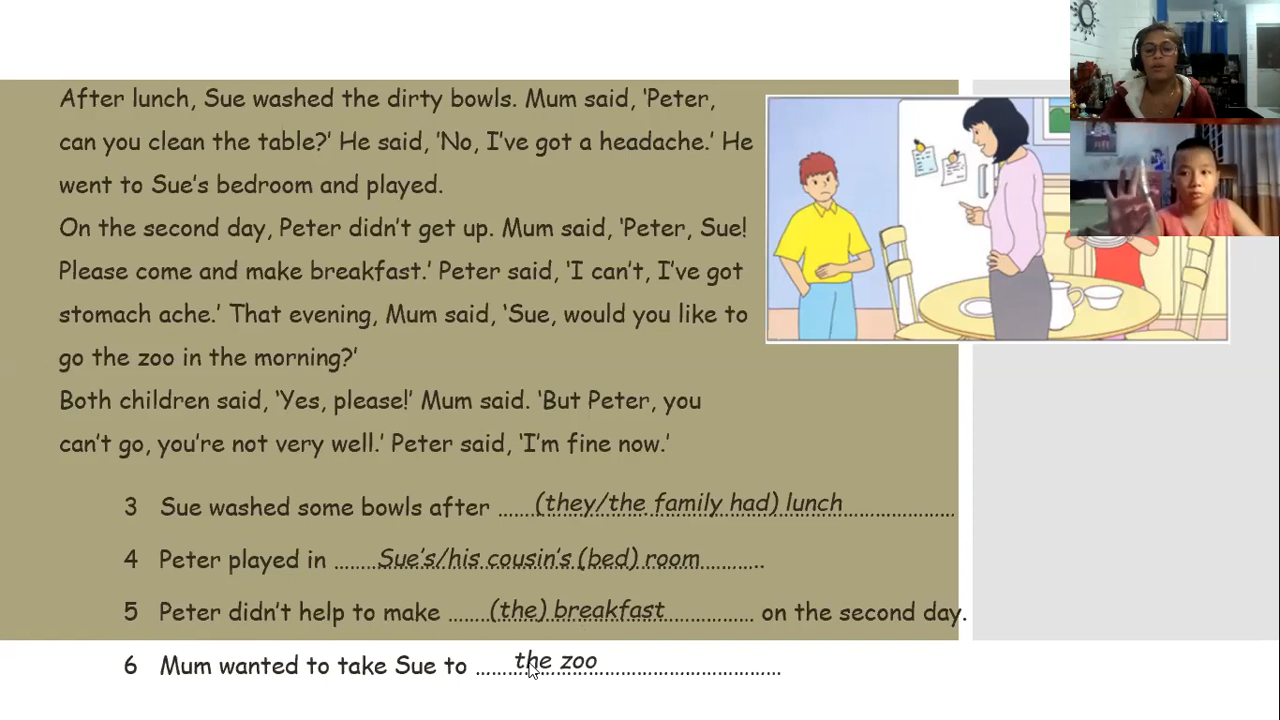 After lunch, Sue washed the dirty bowls. Mum said, ‘Peter,
can you clean the table?’ He said, ’No, I’ve got a headache.’ He
went to Sue’s bedroom and played.
On the second day, Peter didn’t get up. Mum said, ‘Peter, Sue!
Please come and make breakfast.’ Peter said, ‘I can’t, I’ve got
stomach ache.’ That evening, Mum said, ‘Sue, would you like to
go the zoo in the morning?’
Both children said, ‘Yes, please!’ Mum said. ‘But Peter, you
can’t go, you’re not very well.’ Peter said, ‘I’m fine now.’
3 Sue washed some bowls after ......(they/the family had) lunch......
4 Peter played in ......Sue’s/his cousin’s (bed) room......
5 Peter didn’t help to make ......(the) breakfast...... on the second day.
6 Mum wanted to take Sue to ......the zoo......